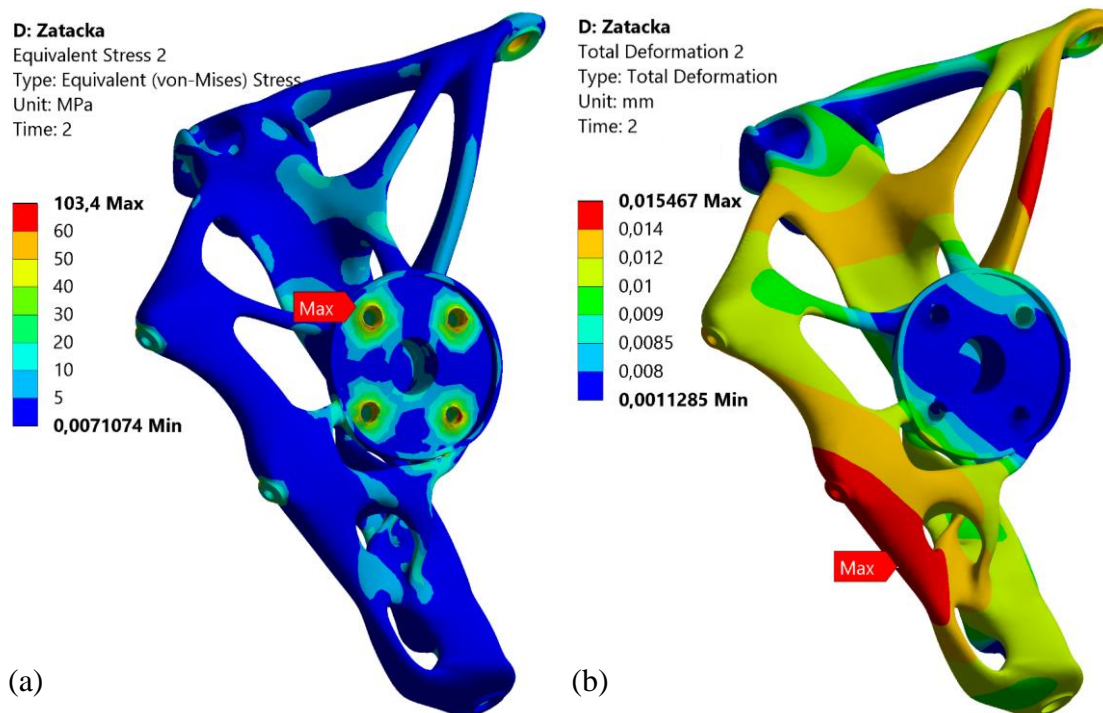 D: Zatacka
Equivalent Stress 2
Type: Equivalent (von-Mises) Stress
Unit: MPa
Time: 2
103,4 Max
60
50
40
30
20
10
5
0,0071074 Min
Max
(a)
D: Zatacka
Total Deformation 2
Type: Total Deformation
Unit: mm
Time: 2
0,015467 Max
0,014
0,012
0,01
0,009
0,0085
0,008
0,0011285 Min
Max
(b)